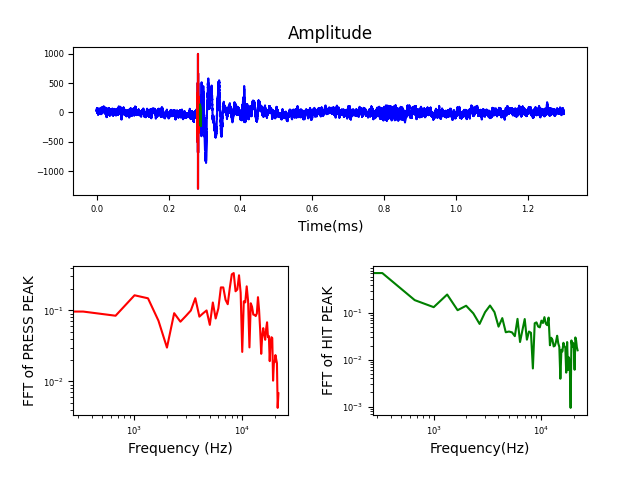 Amplitude
1000
500
0
−500
−1000
0.0 0.2 0.4 0.6 0.8 1.0 1.2
Time(ms)
FFT of PRESS PEAK
10⁻¹
10⁻²
10³ 10⁴
Frequency (Hz)
FFT of HIT PEAK
10⁻¹
10⁻²
10⁻³
10³ 10⁴
Frequency(Hz)